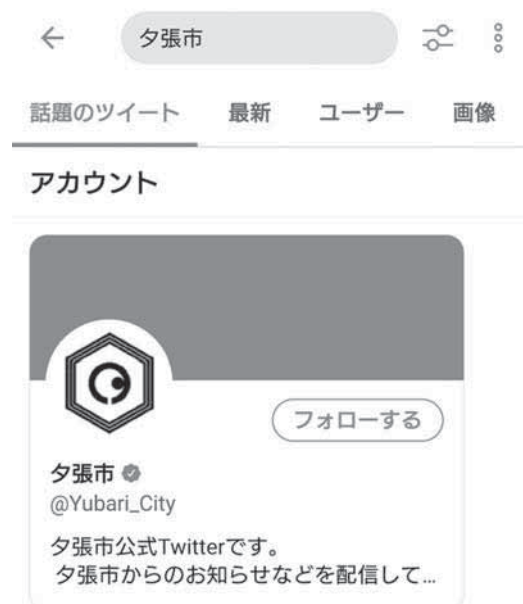 夕張市
話題のツイート 最新 ユーザー 画像
アカウント
フォローする
夕張市
@Yubari_City
夕張市公式Twitterです。
夕張市からのお知らせなどを配信して…